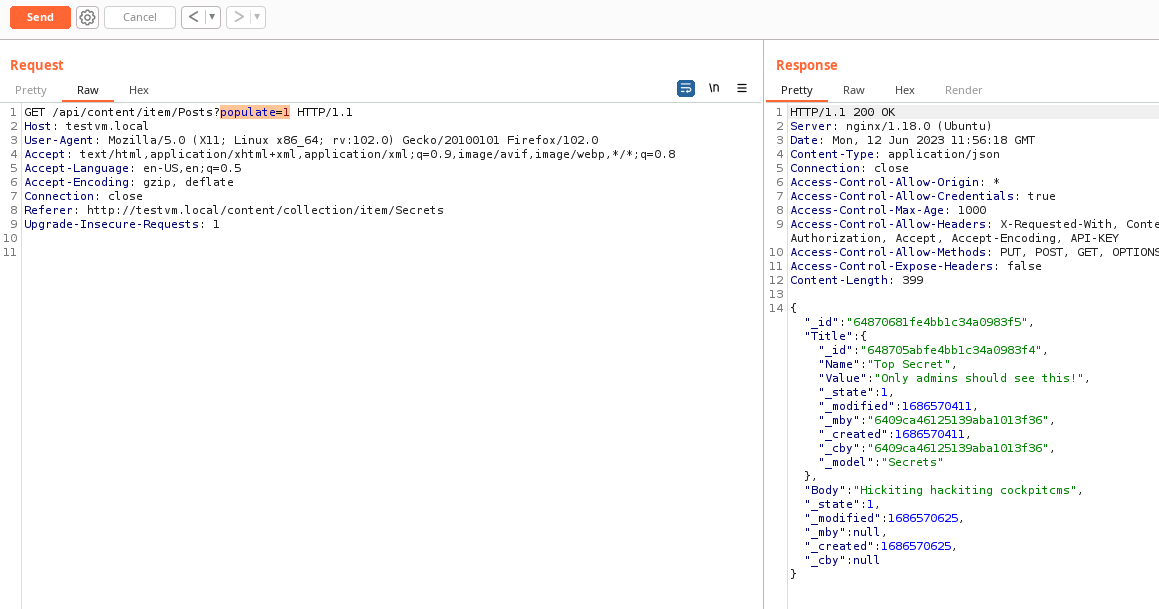 Send
Cancel
< ▼
> ▼
Request
Pretty Raw Hex
\n
1 GET /api/content/item/Posts?populate=1 HTTP/1.1
2 Host: testvm.local
3 User-Agent: Mozilla/5.0 (X11; Linux x86_64; rv:102.0) Gecko/20100101 Firefox/102.0
4 Accept: text/html,application/xhtml+xml,application/xml;q=0.9,image/avif,image/webp,*/*;q=0.8
5 Accept-Language: en-US,en;q=0.5
6 Accept-Encoding: gzip, deflate
7 Connection: close
8 Referer: http://testvm.local/content/collection/item/Secrets
9 Upgrade-Insecure-Requests: 1
10
11
Response
Pretty Raw Hex Render
1 HTTP/1.1 200 OK
2 Server: nginx/1.18.0 (Ubuntu)
3 Date: Mon, 12 Jun 2023 11:56:18 GMT
4 Content-Type: application/json
5 Connection: close
6 Access-Control-Allow-Origin: *
7 Access-Control-Allow-Credentials: true
8 Access-Control-Max-Age: 1000
9 Access-Control-Allow-Headers: X-Requested-With, Conte
Authorization, Accept, Accept-Encoding, API-KEY
10 Access-Control-Allow-Methods: PUT, POST, GET, OPTIONS
11 Access-Control-Expose-Headers: false
12 Content-Length: 399
13
14 {
"_id":"64870681fe4bb1c34a0983f5",
"Title":{
"_id":"648705abfe4bb1c34a0983f4",
"Name":"Top Secret",
"Value":"Only admins should see this!",
"_state":1,
"_modified":1686570411,
"_mby":"6409ca46125139aba1013f36",
"_created":1686570411,
"_cby":"6409ca46125139aba1013f36",
"_model":"Secrets"
},
"Body":"Hickiting hackiting cockpitcms",
"_state":1,
"_modified":1686570625,
"_mby":null,
"_created":1686570625,
"_cby":null
}